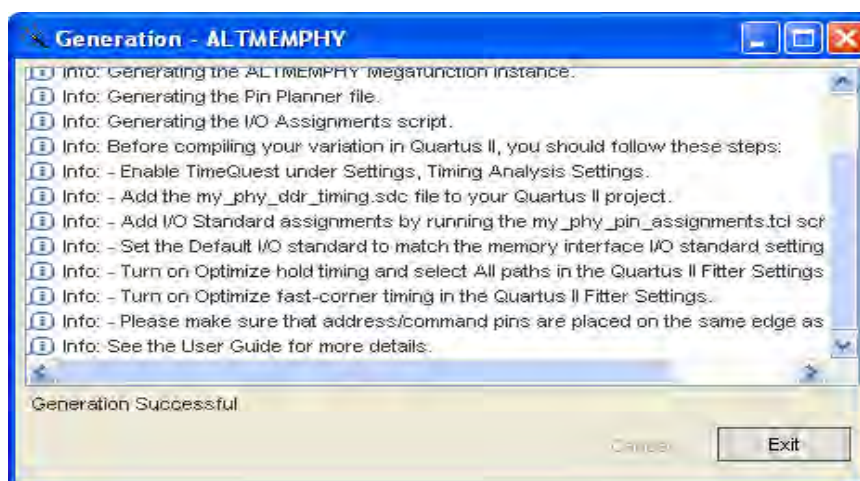 Generation - ALTMEMPHY
Info: Generating the ALTMEMPHY Megafunction instance.
Info: Generating the Pin Planner file.
Info: Generating the I/O Assignments script.
Info: Before compiling your variation in Quartus II, you should follow these steps:
Info: - Enable TimeQuest under Settings, Timing Analysis Settings.
Info: - Add the my_phy_ddr_timing.sdc file to your Quartus II project.
Info: - Add I/O Standard assignments by running the my_phy_pin_assignments.tcl scr
Info: - Set the Default I/O standard to match the memory interface I/O standard setting
Info: - Turn on Optimize hold timing and select All paths in the Quartus II Fitter Settings
Info: - Turn on Optimize fast-corner timing in the Quartus II Fitter Settings.
Info: - Please make sure that address/command pins are placed on the same edge as
Info: See the User Guide for more details.
Generation Successful
Cancel Exit